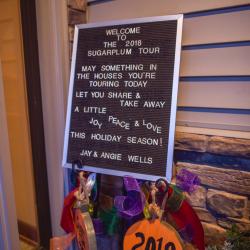 WELCOME
TO
THE 2018
SUGARPLUM TOUR
MAY SOMETHING IN
THE HOUSES YOU'RE
TOURING TODAY
LET YOU SHARE &
TAKE AWAY
A LITTLE
JOY PEACE & LOVE
THIS HOLIDAY SEASON!
JAY & ANGIE WELLS